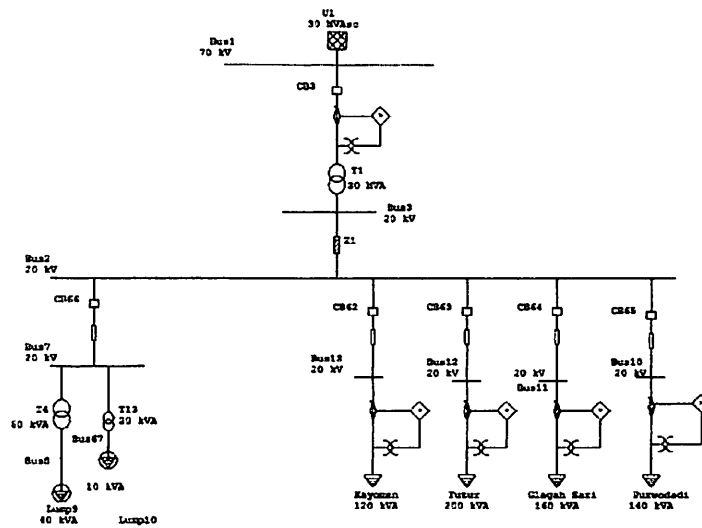 U1
30 MVAsc
Bus1
70 kV
CB3
T1
30 MVA
Bus3
20 kV
Z1
Bus2
20 kV
CB66
CB62
CB63
CB64
CB65
Bus7
20 kV
Bus13
20 kV
Bus12
20 kV
20 kV
Bus11
Bus10
20 kV
T4
50 kVA
T13
20 kVA
Bus67
Bus8
10 kVA
Lump9
40 kVA
Lump10
Kayoman
120 kVA
Tutur
200 kVA
Glagah Sari
160 kVA
Purwodadi
140 kVA